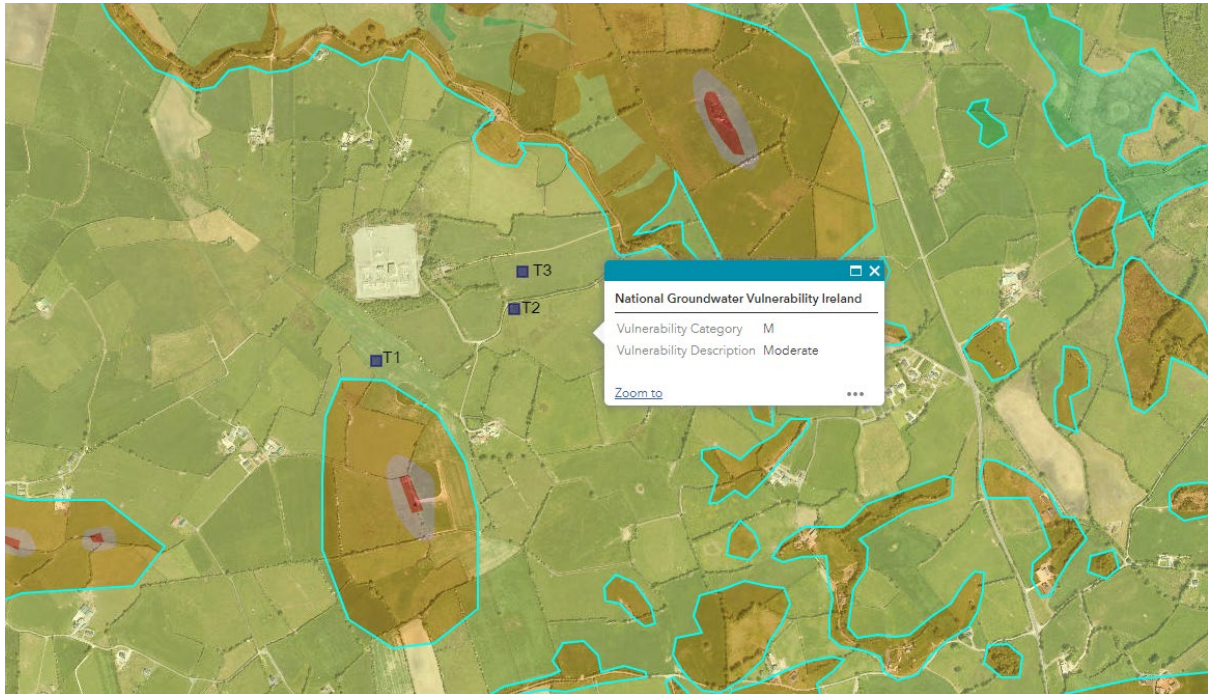 T3
T2
T1
National Groundwater Vulnerability Ireland
Vulnerability Category M
Vulnerability Description Moderate
Zoom to